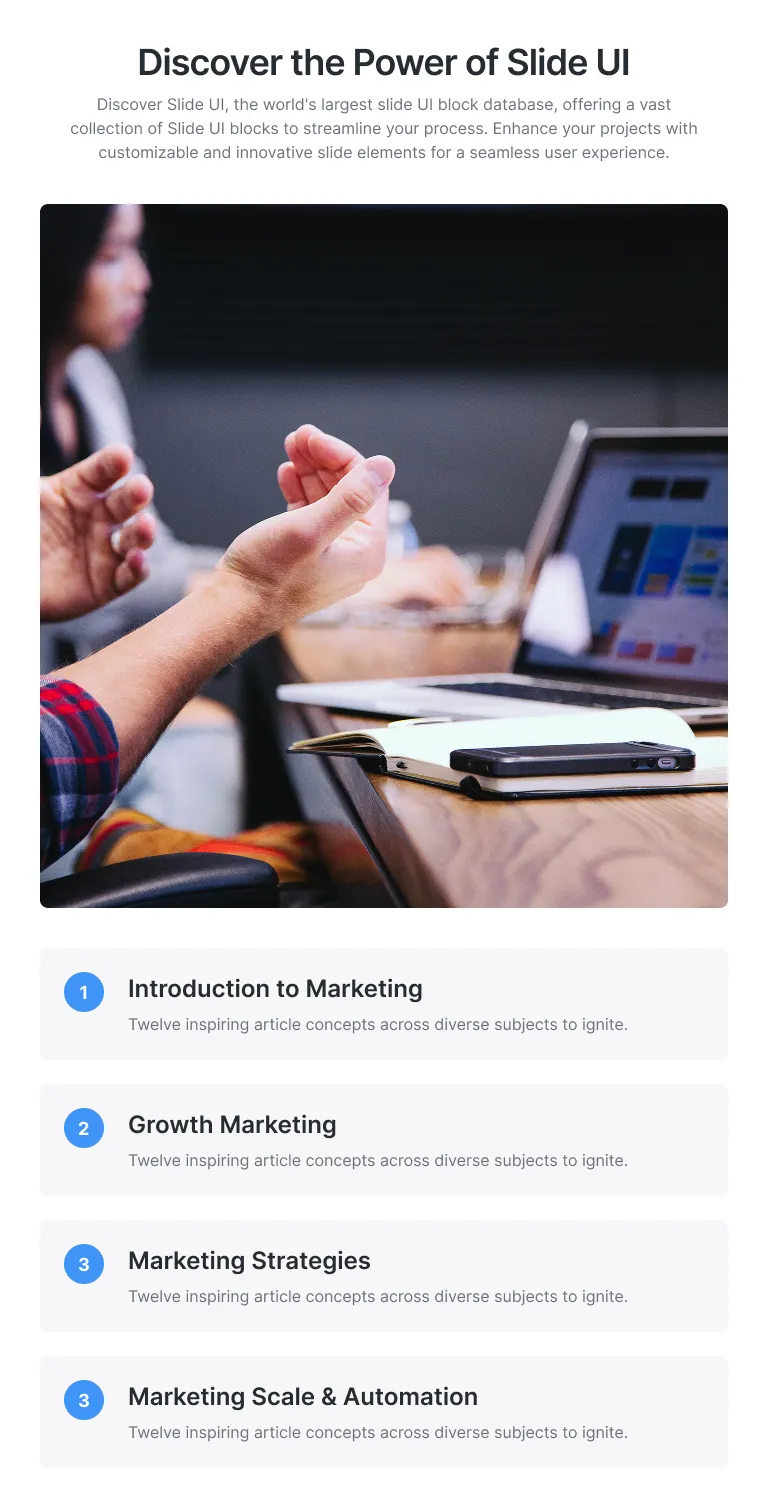 Discover the Power of Slide UI
Discover Slide UI, the world's largest slide UI block database, offering a vast
collection of Slide UI blocks to streamline your process. Enhance your projects with
customizable and innovative slide elements for a seamless user experience.
1
Introduction to Marketing
Twelve inspiring article concepts across diverse subjects to ignite.
2
Growth Marketing
Twelve inspiring article concepts across diverse subjects to ignite.
3
Marketing Strategies
Twelve inspiring article concepts across diverse subjects to ignite.
3
Marketing Scale & Automation
Twelve inspiring article concepts across diverse subjects to ignite.